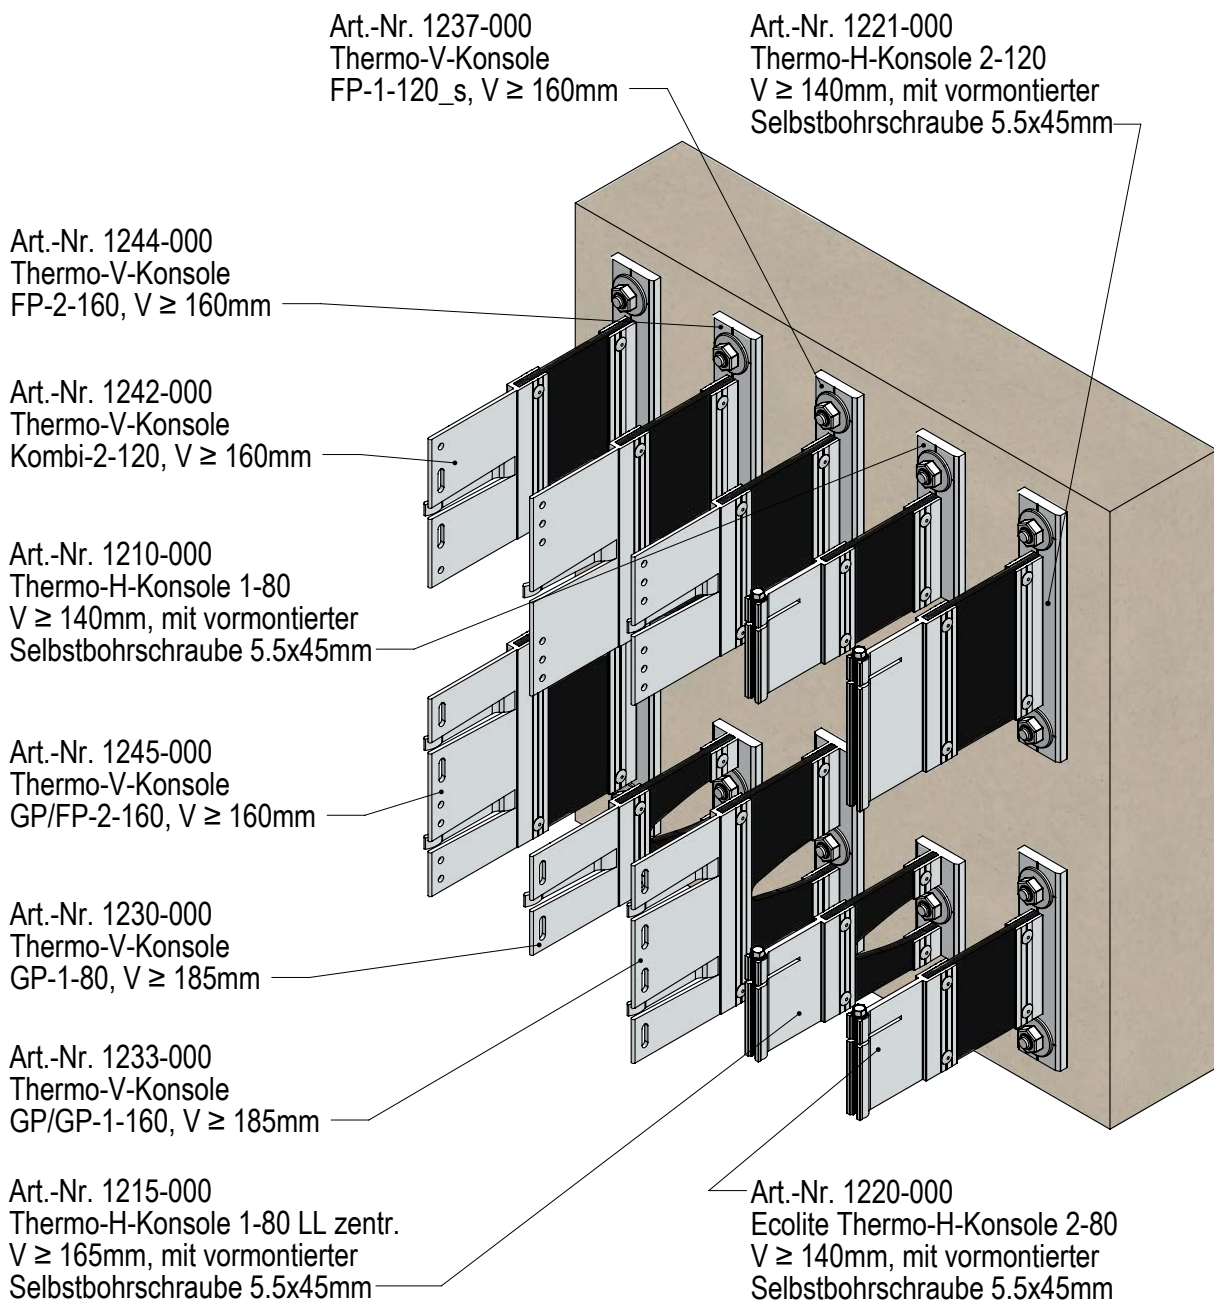 Art.-Nr. 1237-000
Thermo-V-Konsole
FP-1-120_s, V ≥ 160mm
Art.-Nr. 1221-000
Thermo-H-Konsole 2-120
V ≥ 140mm, mit vormontierter
Selbstbohrschraube 5.5x45mm
Art.-Nr. 1244-000
Thermo-V-Konsole
FP-2-160, V ≥ 160mm
Art.-Nr. 1242-000
Thermo-V-Konsole
Kombi-2-120, V ≥ 160mm
Art.-Nr. 1210-000
Thermo-H-Konsole 1-80
V ≥ 140mm, mit vormontierter
Selbstbohrschraube 5.5x45mm
Art.-Nr. 1245-000
Thermo-V-Konsole
GP/FP-2-160, V ≥ 160mm
Art.-Nr. 1230-000
Thermo-V-Konsole
GP-1-80, V ≥ 185mm
Art.-Nr. 1233-000
Thermo-V-Konsole
GP/GP-1-160, V ≥ 185mm
Art.-Nr. 1215-000
Thermo-H-Konsole 1-80 LL zentr.
V ≥ 165mm, mit vormontierter
Selbstbohrschraube 5.5x45mm
Art.-Nr. 1220-000
Ecolite Thermo-H-Konsole 2-80
V ≥ 140mm, mit vormontierter
Selbstbohrschraube 5.5x45mm